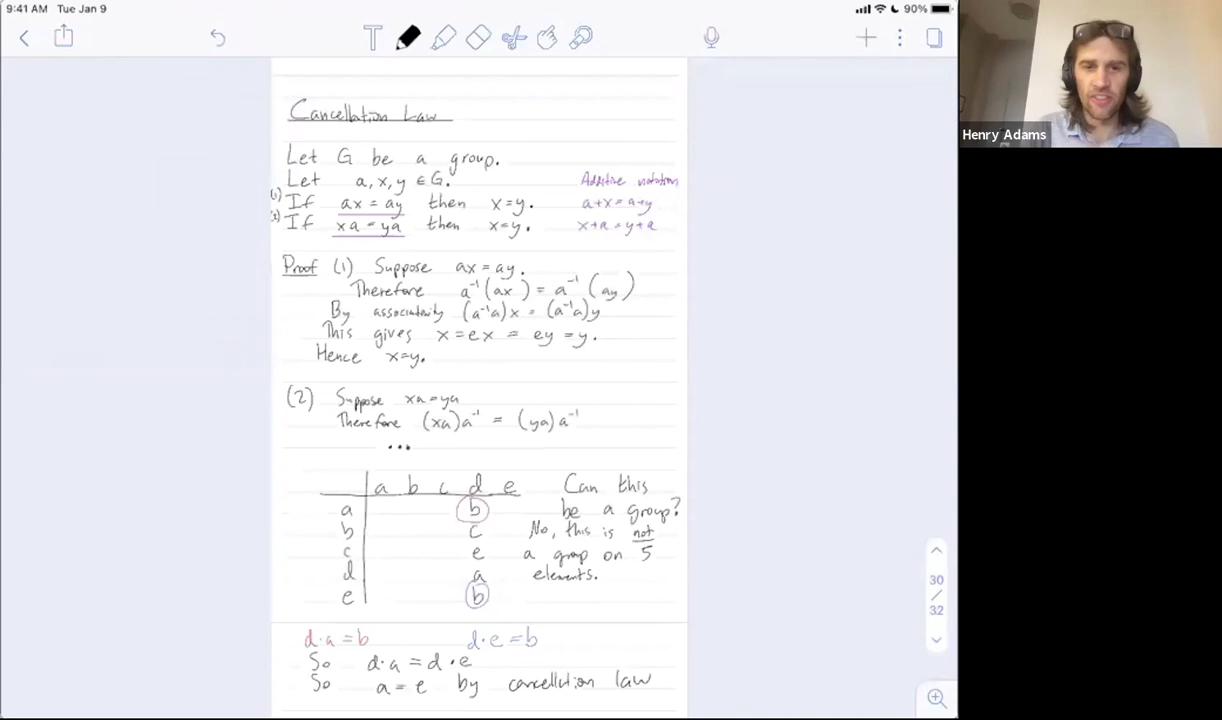 9:41 AM Tue Jan 9
90%
Henry Adams
Cancellation Law
Let G be a group.
Let a, x, y ∈ G.
Additive notation
(1) If ax = ay then x=y.
a+x = a+y
(2) If xa = ya then x=y.
x+a = y+a
Proof (1) Suppose ax = ay.
Therefore a⁻¹(ax) = a⁻¹(ay)
By associativity (a⁻¹a)x = (a⁻¹a)y
This gives x = ex = ey = y.
Hence x=y.
(2) Suppose xa = ya
Therefore (xa)a⁻¹ = (ya)a⁻¹
...
a b c d e
a b
b c
c e
d a
e b
Can this
be a group?
No, this is not
a group on 5
elements.
d·a = b d·e = b
So d·a = d·e
So a = e by cancellation law
30
/
32